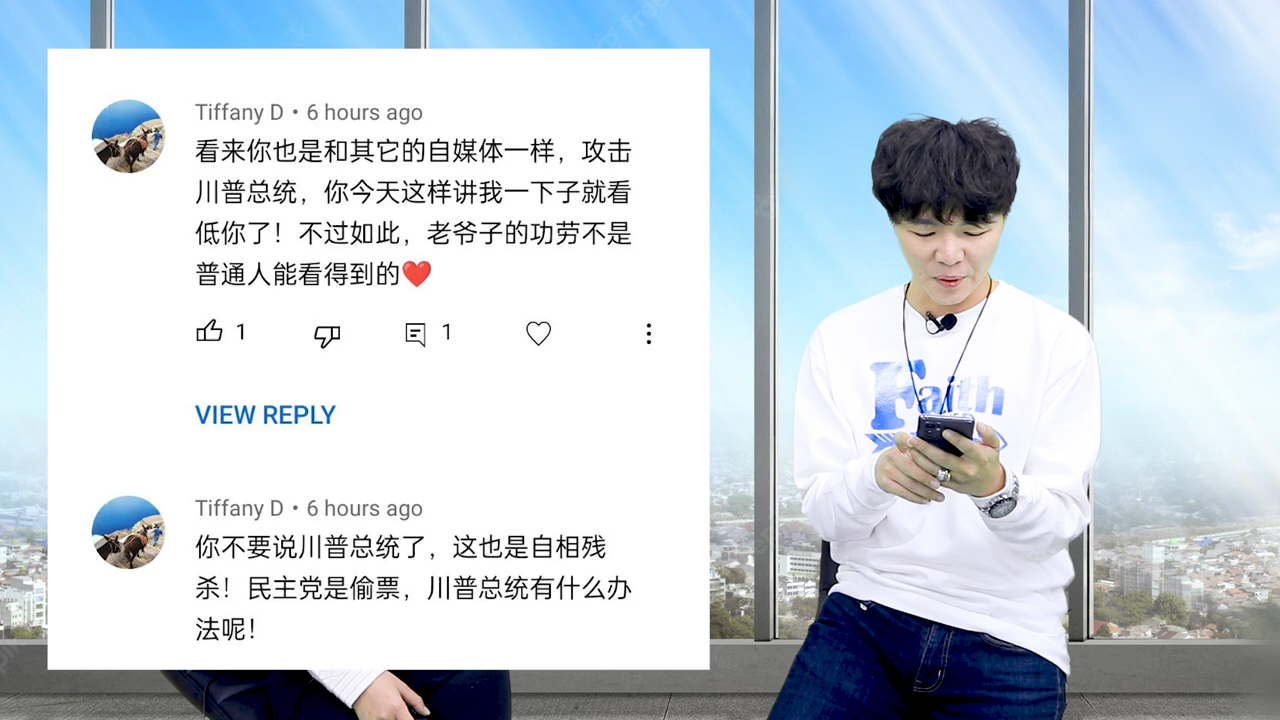 Tiffany D • 6 hours ago
看来你也是和其它的自媒体一样，攻击
川普总统，你今天这样讲我一下子就看
低你了！不过如此，老爷子的功劳不是
普通人能看得到的❤️
1
1
VIEW REPLY
Tiffany D • 6 hours ago
你不要说川普总统了，这也是自相残
杀！民主党是偷票，川普总统有什么办
法呢！
Faith